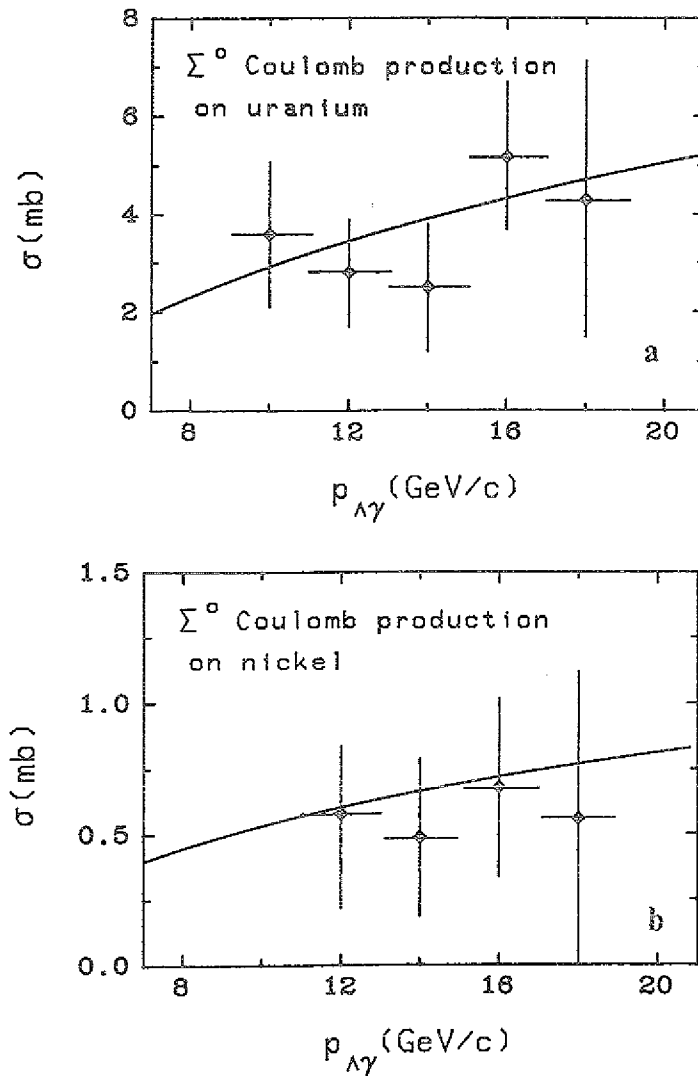 8
Σ° Coulomb production
on uranium
6
σ(mb)
4
2
a
0
8 12 16 20
p_Λγ(GeV/c)
1.5
Σ° Coulomb production
on nickel
1.0
σ(mb)
0.5
b
0.0
8 12 16 20
p_Λγ(GeV/c)